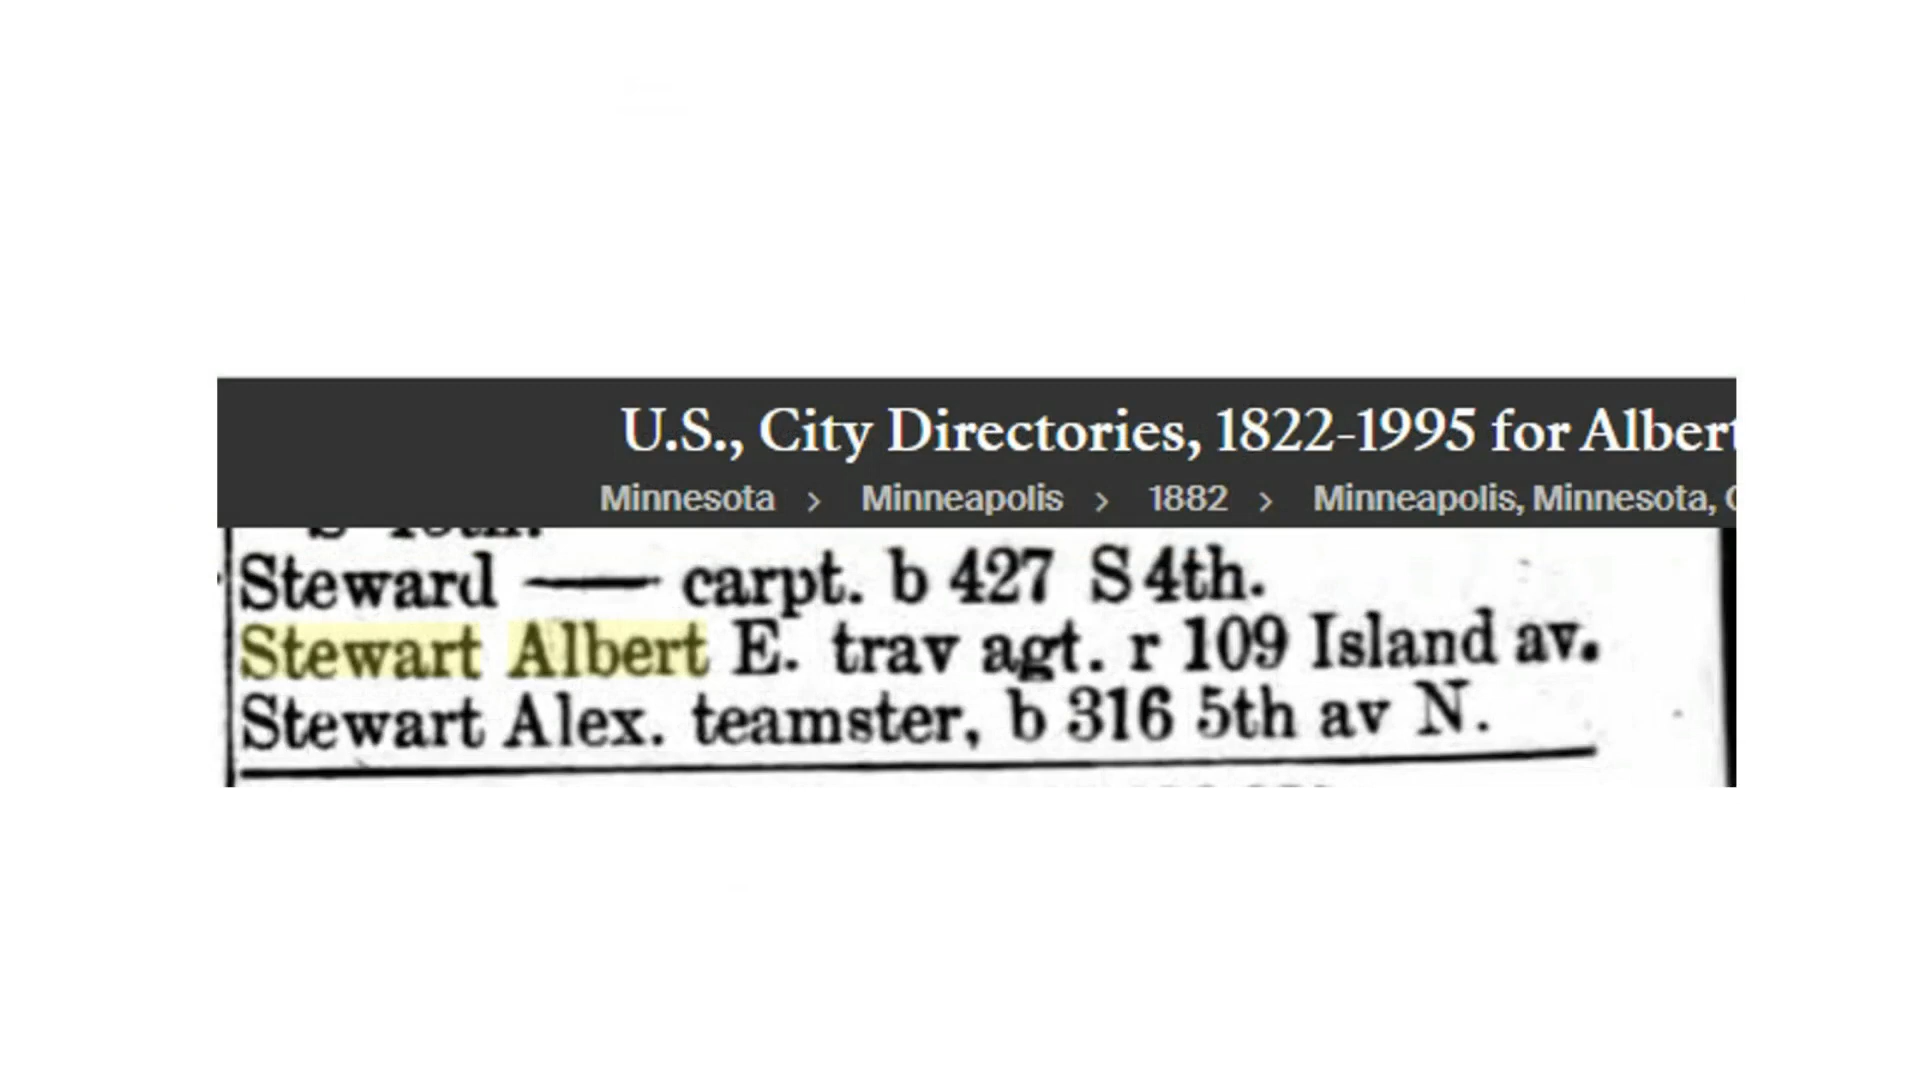 U.S., City Directories, 1822-1995 for Albert
Minnesota > Minneapolis > 1882 > Minneapolis, Minnesota,
Steward —— carpt. b 427 S 4th.
Stewart Albert E. trav agt. r 109 Island av.
Stewart Alex. teamster, b 316 5th av N.